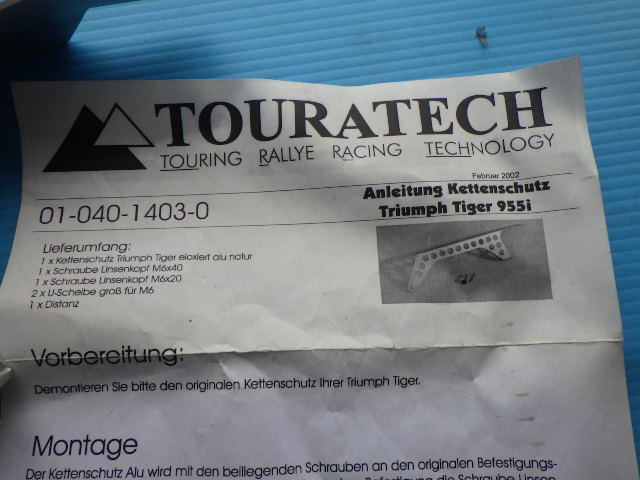 TOURATECH
TOURING RALLYE RACING TECHNOLOGY
Februar 2002
01-040-1403-0
Anleitung Kettenschutz
Triumph Tiger 955i
Lieferumfang:
1 x Kettenschutz Triumph Tiger eloxiert alu natur
1 x Schraube Linsenkopf M6x40
1 x Schraube Linsenkopf M6x20
2 x U-Scheibe groß für M6
1 x Distanz
Vorbereitung:
Demontieren Sie bitte den originalen Kettenschutz Ihrer Triumph Tiger.
Montage
Der Kettenschutz Alu wird mit den beiliegenden Schrauben an den originalen Befestigungs-
die Schraube Linsen